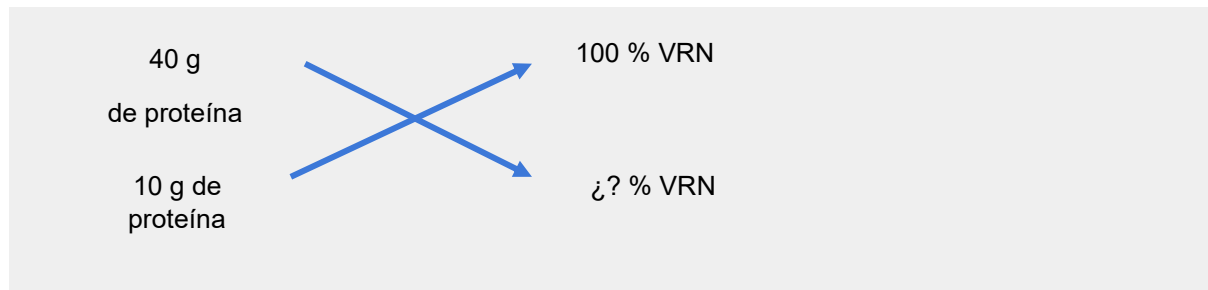 40 g
100 % VRN
de proteína
10 g de
¿? % VRN
proteína